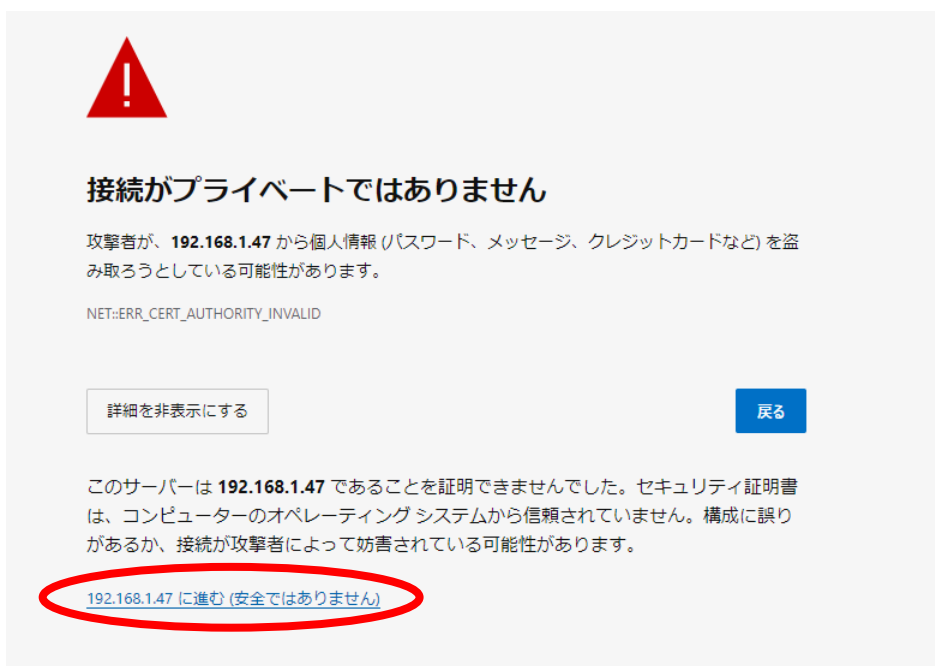 接続がプライベートではありません
攻撃者が、192.168.1.47 から個人情報 (パスワード、メッセージ、クレジットカードなど) を盗
み取ろうとしている可能性があります。
NET::ERR_CERT_AUTHORITY_INVALID
詳細を非表示にする
戻る
このサーバーは 192.168.1.47 であることを証明できませんでした。セキュリティ証明書
は、コンピューターのオペレーティング システムから信頼されていません。構成に誤り
があるか、接続が攻撃者によって妨害されている可能性があります。
192.168.1.47 に進む (安全ではありません)